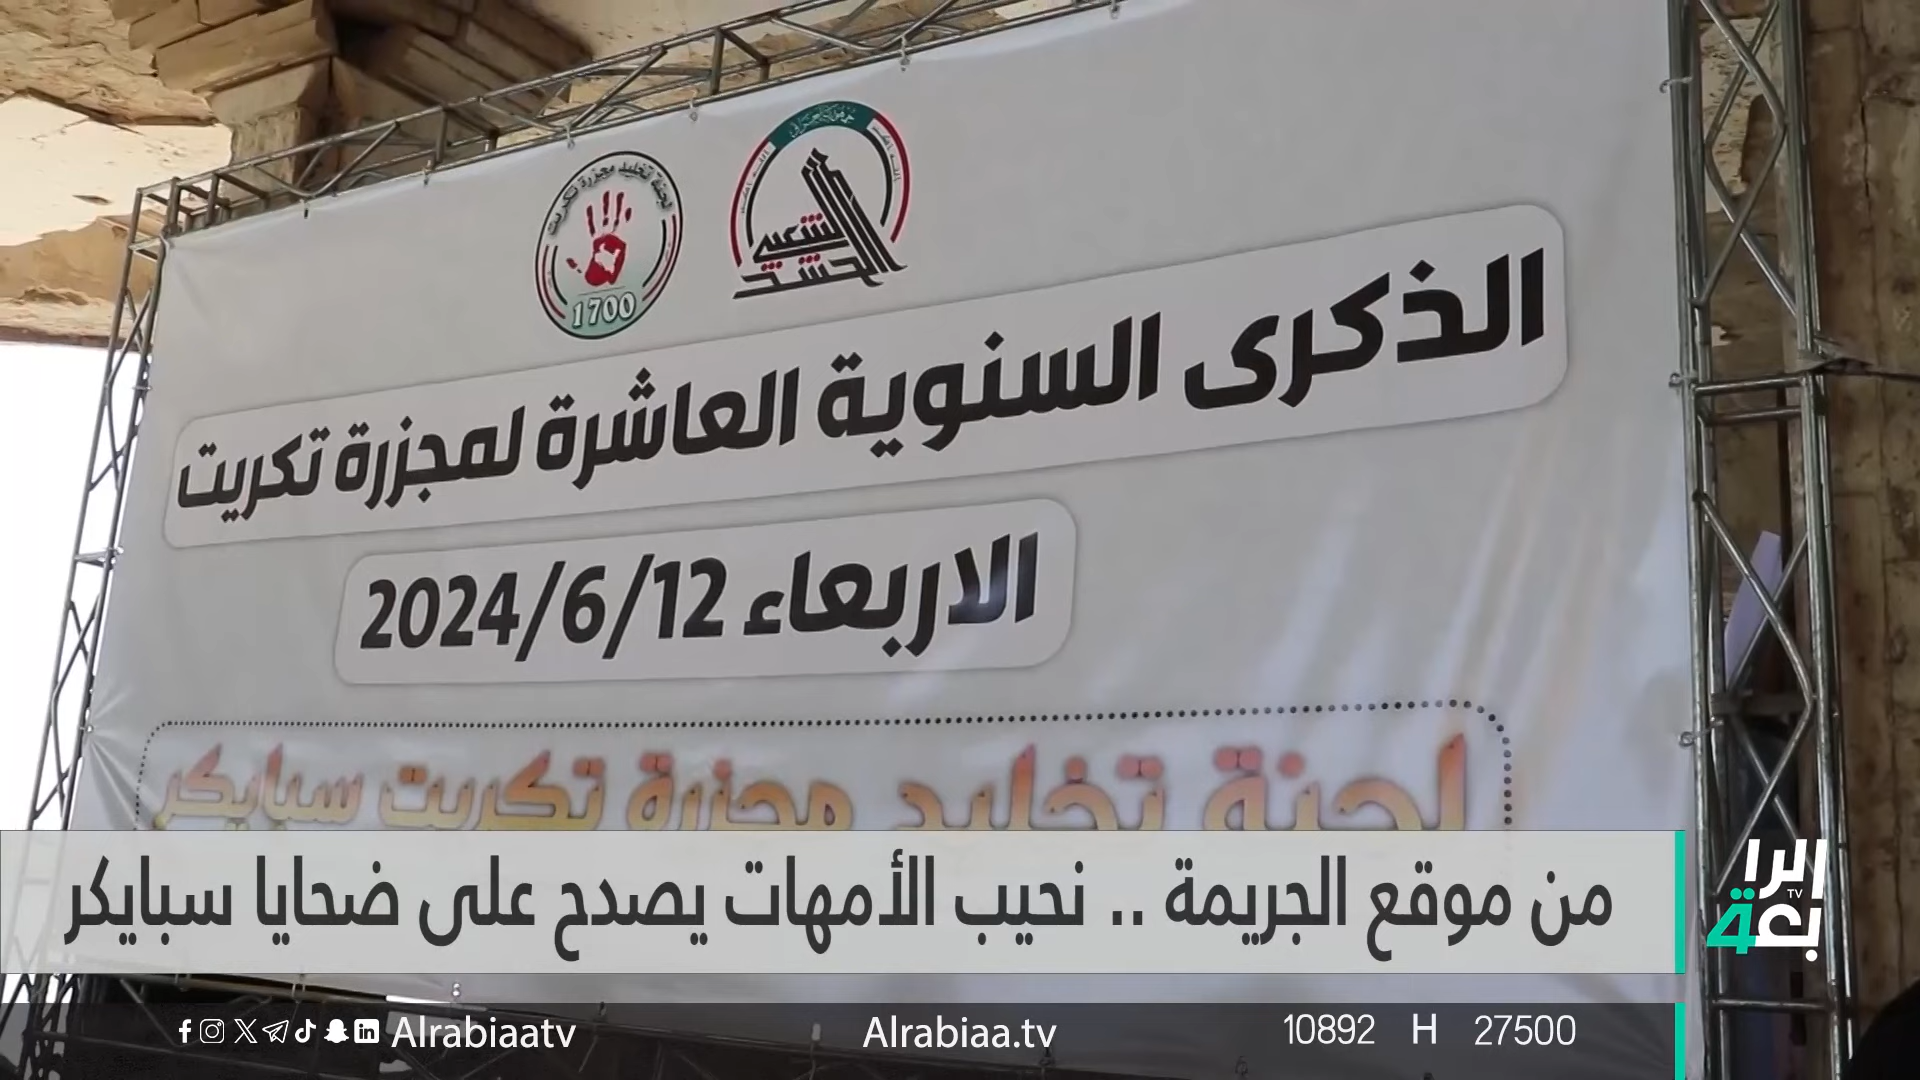 لجنة تخليد مجزرة تكريت
1700
الحشد الشعبي
الذكرى السنوية العاشرة لمجزرة تكريت
الاربعاء 2024/6/12
لجنة تخليد مجزرة تكريت سبايكر
من موقع الجريمة .. نحيب الأمهات يصدح على ضحايا سبايكر
الرابعة
TV
Alrabiaatv
Alrabiaa.tv
10892 H 27500